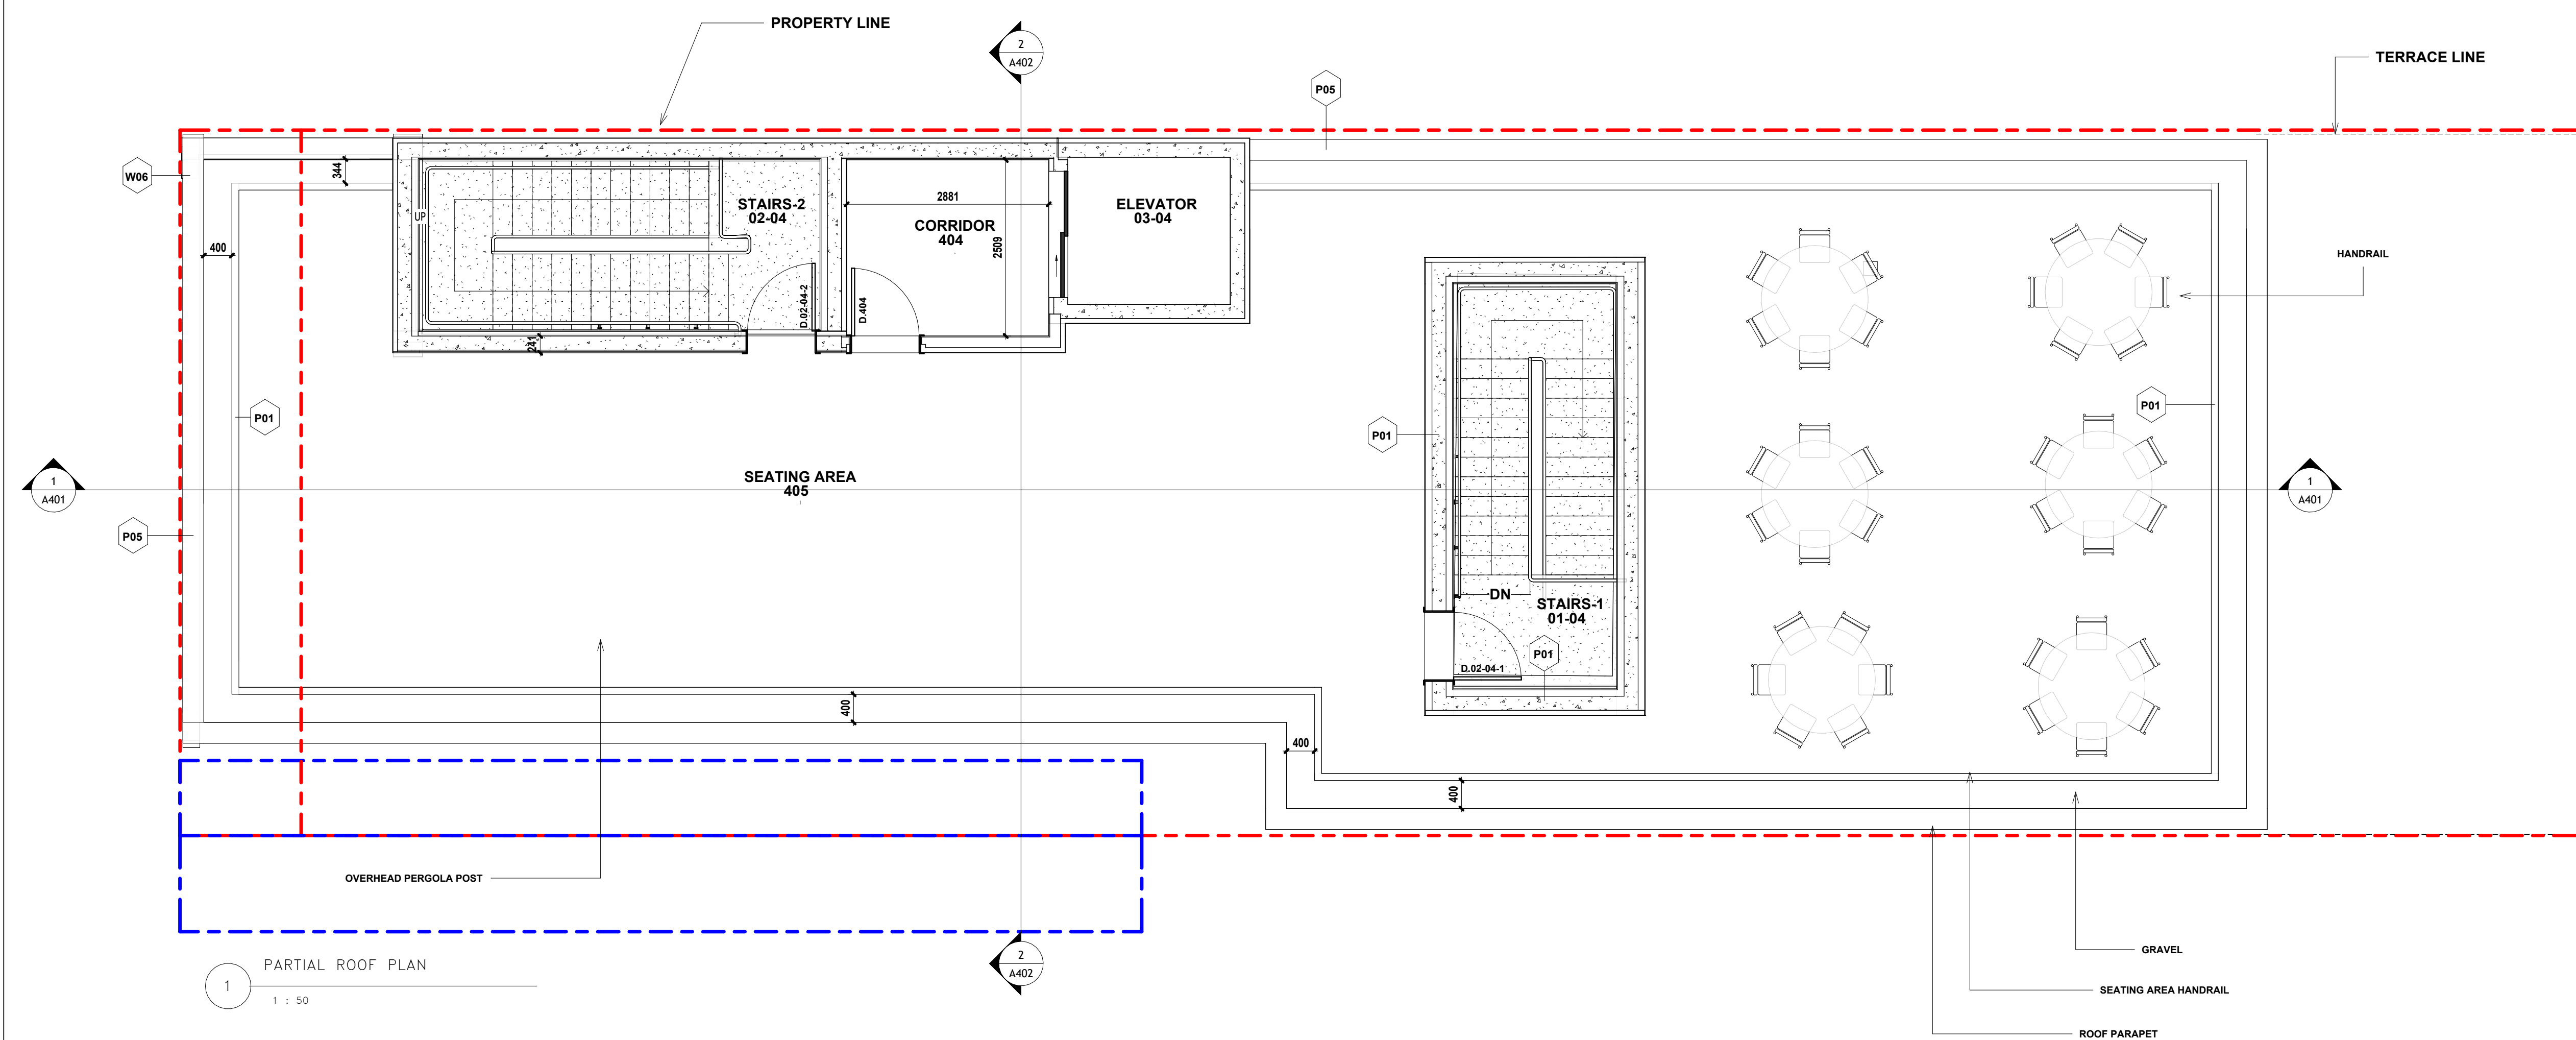 PROPERTY LINE
2
A402
TERRACE LINE
P05
W06
344
UP
STAIRS-2
02-04
2881
CORRIDOR
404
2509
ELEVATOR
03-04
400
HANDRAIL
D.02-04-2
D.404
241
P01
P01
P01
SEATING AREA
405
1
A401
1
A401
P05
DN
STAIRS-1
01-04
P01
D.02-04-1
400
400
400
OVERHEAD PERGOLA POST
2
A402
GRAVEL
SEATING AREA HANDRAIL
ROOF PARAPET
1
PARTIAL ROOF PLAN
1 : 50